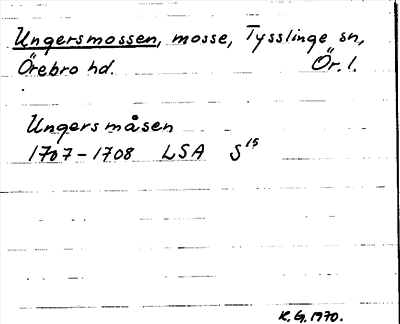 Ungersmossen, mosse, Tysslinge sn,
Örebro hd. Ör. l.
Ungersmåsen
1707-1708 LSA S¹⁵
K.G. 1970.